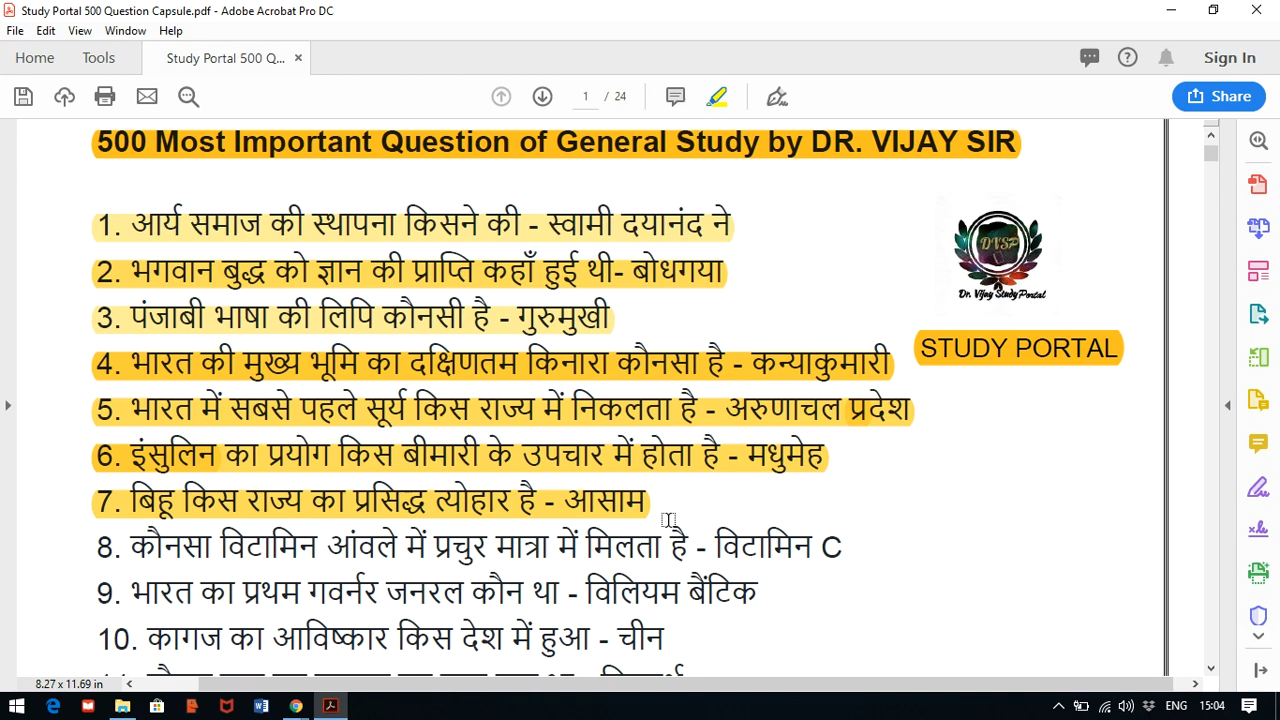 Study Portal 500 Question Capsule.pdf - Adobe Acrobat Pro DC
File Edit View Window Help
Home Tools Study Portal 500 Q... × Sign In
1 / 24 Share
500 Most Important Question of General Study by DR. VIJAY SIR
1. आर्य समाज की स्थापना किसने की - स्वामी दयानंद ने
2. भगवान बुद्ध को ज्ञान की प्राप्ति कहाँ हुई थी- बोधगया
DVSP
Dr. Vijay StudyPortal
3. पंजाबी भाषा की लिपि कौनसी है - गुरुमुखी
STUDY PORTAL
4. भारत की मुख्य भूमि का दक्षिणतम किनारा कौनसा है - कन्याकुमारी
5. भारत में सबसे पहले सूर्य किस राज्य में निकलता है - अरुणाचल प्रदेश
6. इंसुलिन का प्रयोग किस बीमारी के उपचार में होता है - मधुमेह
7. बिहू किस राज्य का प्रसिद्ध त्योहार है - आसाम
8. कौनसा विटामिन आंवले में प्रचुर मात्रा में मिलता है - विटामिन C
9. भारत का प्रथम गवर्नर जनरल कौन था - विलियम बैंटिक
10. कागज का आविष्कार किस देश में हुआ - चीन
8.27 x 11.69 in
ENG 15:04